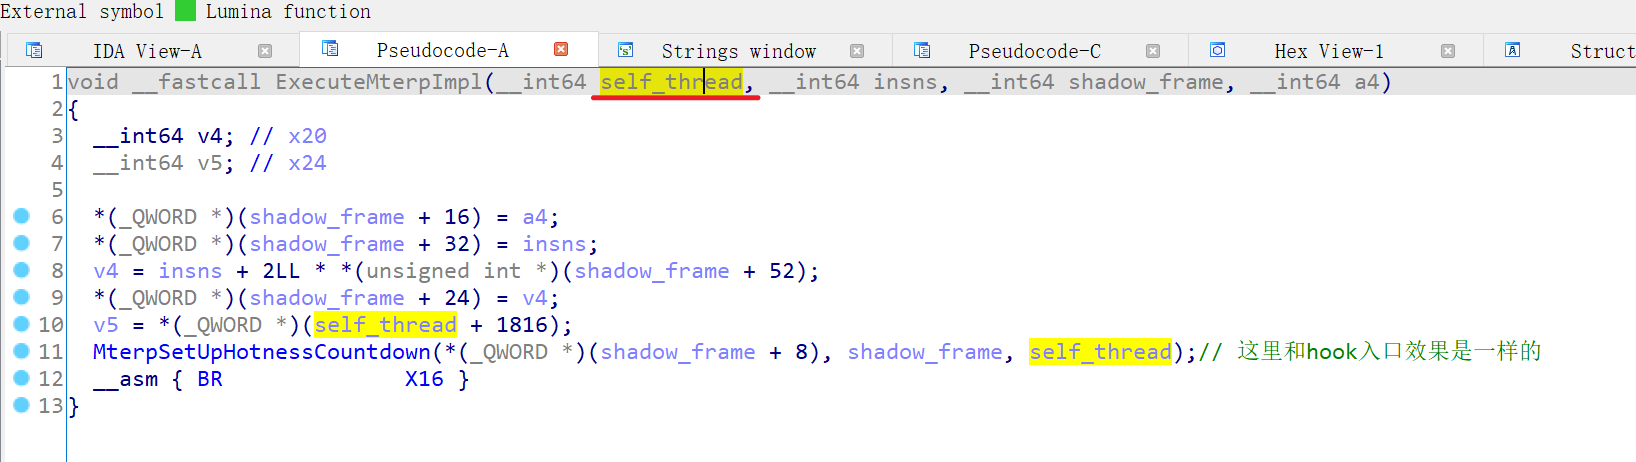 External symbol Lumina function
IDA View-A Pseudocode-A Strings window Pseudocode-C Hex View-1 Struct
1 void __fastcall ExecuteMterpImpl(__int64 self_thread, __int64 insns, __int64 shadow_frame, __int64 a4)
2 {
3 __int64 v4; // x20
4 __int64 v5; // x24
5
6 *(_QWORD *)(shadow_frame + 16) = a4;
7 *(_QWORD *)(shadow_frame + 32) = insns;
8 v4 = insns + 2LL * *(unsigned int *)(shadow_frame + 52);
9 *(_QWORD *)(shadow_frame + 24) = v4;
10 v5 = *(_QWORD *)(self_thread + 1816);
11 MterpSetUpHotnessCountdown(*(_QWORD *)(shadow_frame + 8), shadow_frame, self_thread);// 这里和hook入口效果是一样的
12 __asm { BR X16 }
13 }